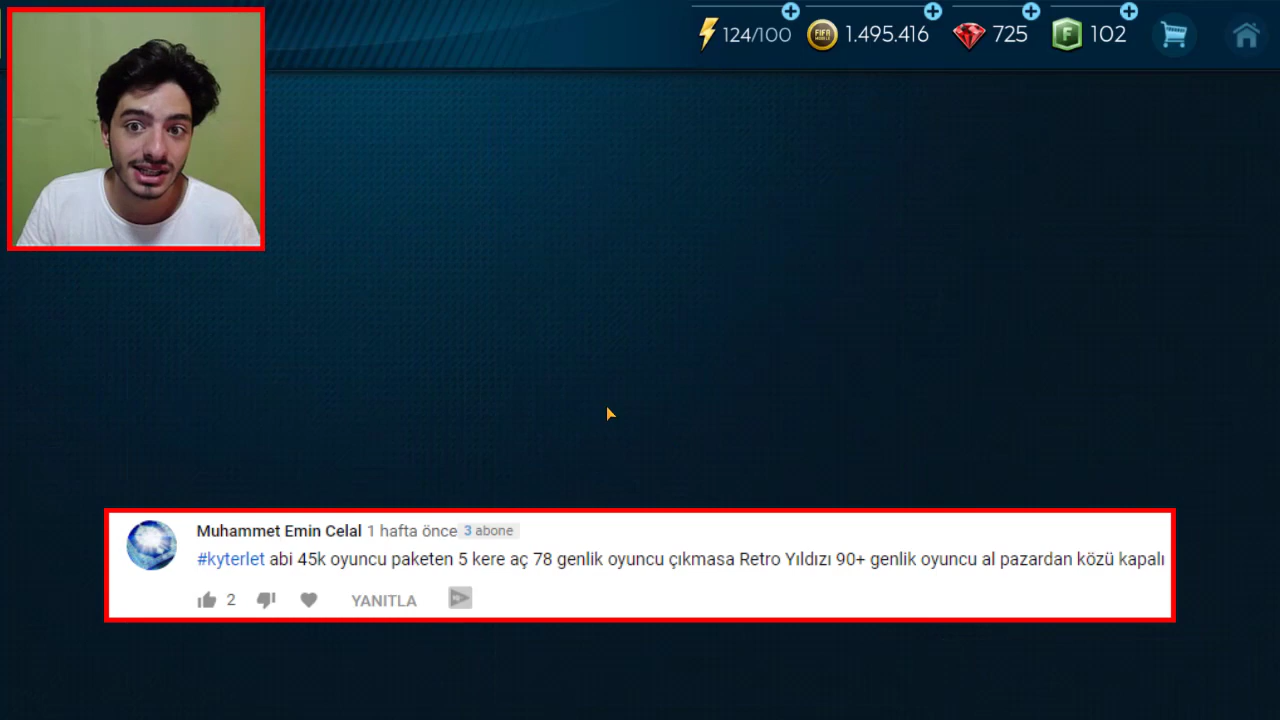 124/100 1.495.416 725 102
Muhammet Emin Celal 1 hafta önce 3 abone
#kyterlet abi 45k oyuncu paketen 5 kere aç 78 genlik oyuncu çıkmasa Retro Yıldızı 90+ genlik oyuncu al pazardan közü kapalı
2 YANITLA